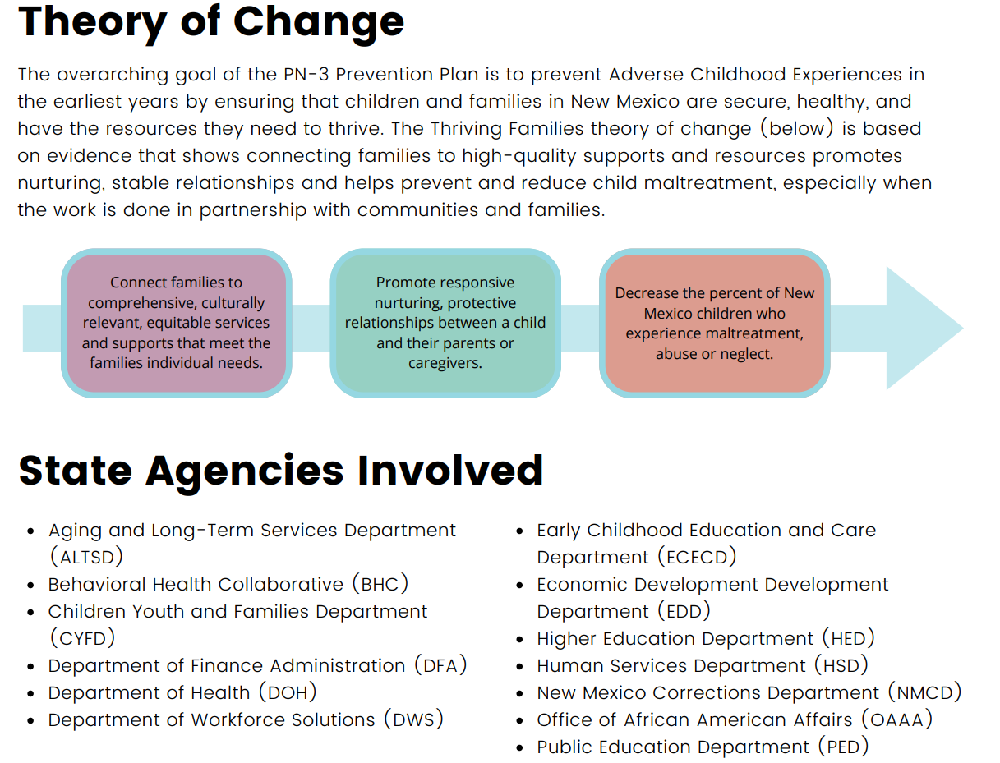 Theory of Change
The overarching goal of the PN-3 Prevention Plan is to prevent Adverse Childhood Experiences in
the earliest years by ensuring that children and families in New Mexico are secure, healthy, and
have the resources they need to thrive. The Thriving Families theory of change (below) is based
on evidence that shows connecting families to high-quality supports and resources promotes
nurturing, stable relationships and helps prevent and reduce child maltreatment, especially when
the work is done in partnership with communities and families.
Connect families to
comprehensive, culturally
relevant, equitable services
and supports that meet the
families individual needs.
Promote responsive
nurturing, protective
relationships between a child
and their parents or
caregivers.
Decrease the percent of New
Mexico children who
experience maltreatment,
abuse or neglect.
State Agencies Involved
• Aging and Long-Term Services Department
(ALTSD)
• Behavioral Health Collaborative (BHC)
• Children Youth and Families Department
(CYFD)
• Department of Finance Administration (DFA)
• Department of Health (DOH)
• Department of Workforce Solutions (DWS)
• Early Childhood Education and Care
Department (ECECD)
• Economic Development Development
Department (EDD)
• Higher Education Department (HED)
• Human Services Department (HSD)
• New Mexico Corrections Department (NMCD)
• Office of African American Affairs (OAAA)
• Public Education Department (PED)